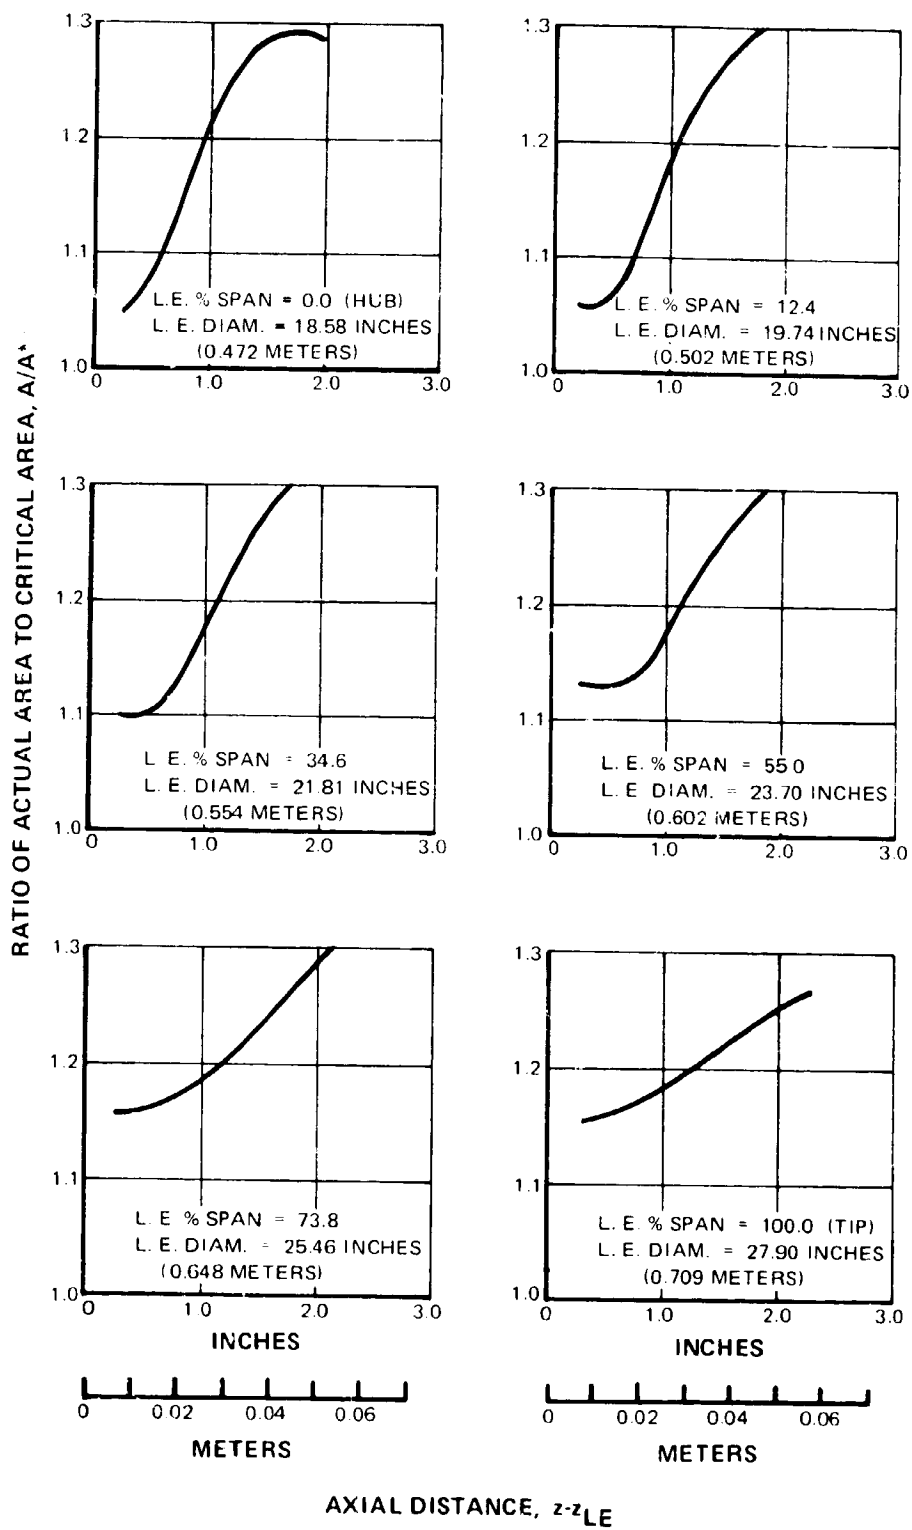 RATIO OF ACTUAL AREA TO CRITICAL AREA, A/A*
1.3
1.2
1.1
1.0
0 1.0 2.0 3.0
L.E. % SPAN = 0.0 (HUB)
L. E. DIAM. = 18.58 INCHES
(0.472 METERS)
1.3
1.2
1.1
1.0
0 1.0 2.0 3.0
L. E. % SPAN = 12.4
L. E. DIAM. = 19.74 INCHES
(0.502 METERS)
1.3
1.2
1.1
1.0
0 1.0 2.0 3.0
L. E. % SPAN = 34.6
L. E. DIAM. = 21.81 INCHES
(0.554 METERS)
1.3
1.2
1.1
1.0
0 1.0 2.0 3.0
L. E. % SPAN = 55 0
L. E DIAM. = 23.70 INCHES
(0.602 METERS)
1.3
1.2
1.1
1.0
0 1.0 2.0 3.0
L. E % SPAN = 73.8
L. E. DIAM. = 25.46 INCHES
(0.648 METERS)
INCHES
0 0.02 0.04 0.06
METERS
1.3
1.2
1.1
1.0
0 1.0 2.0 3.0
L. E. % SPAN = 100.0 (TIP)
L. E. DIAM. = 27.90 INCHES
(0.709 METERS)
INCHES
0 0.02 0.04 0.06
METERS
AXIAL DISTANCE, z-zLE